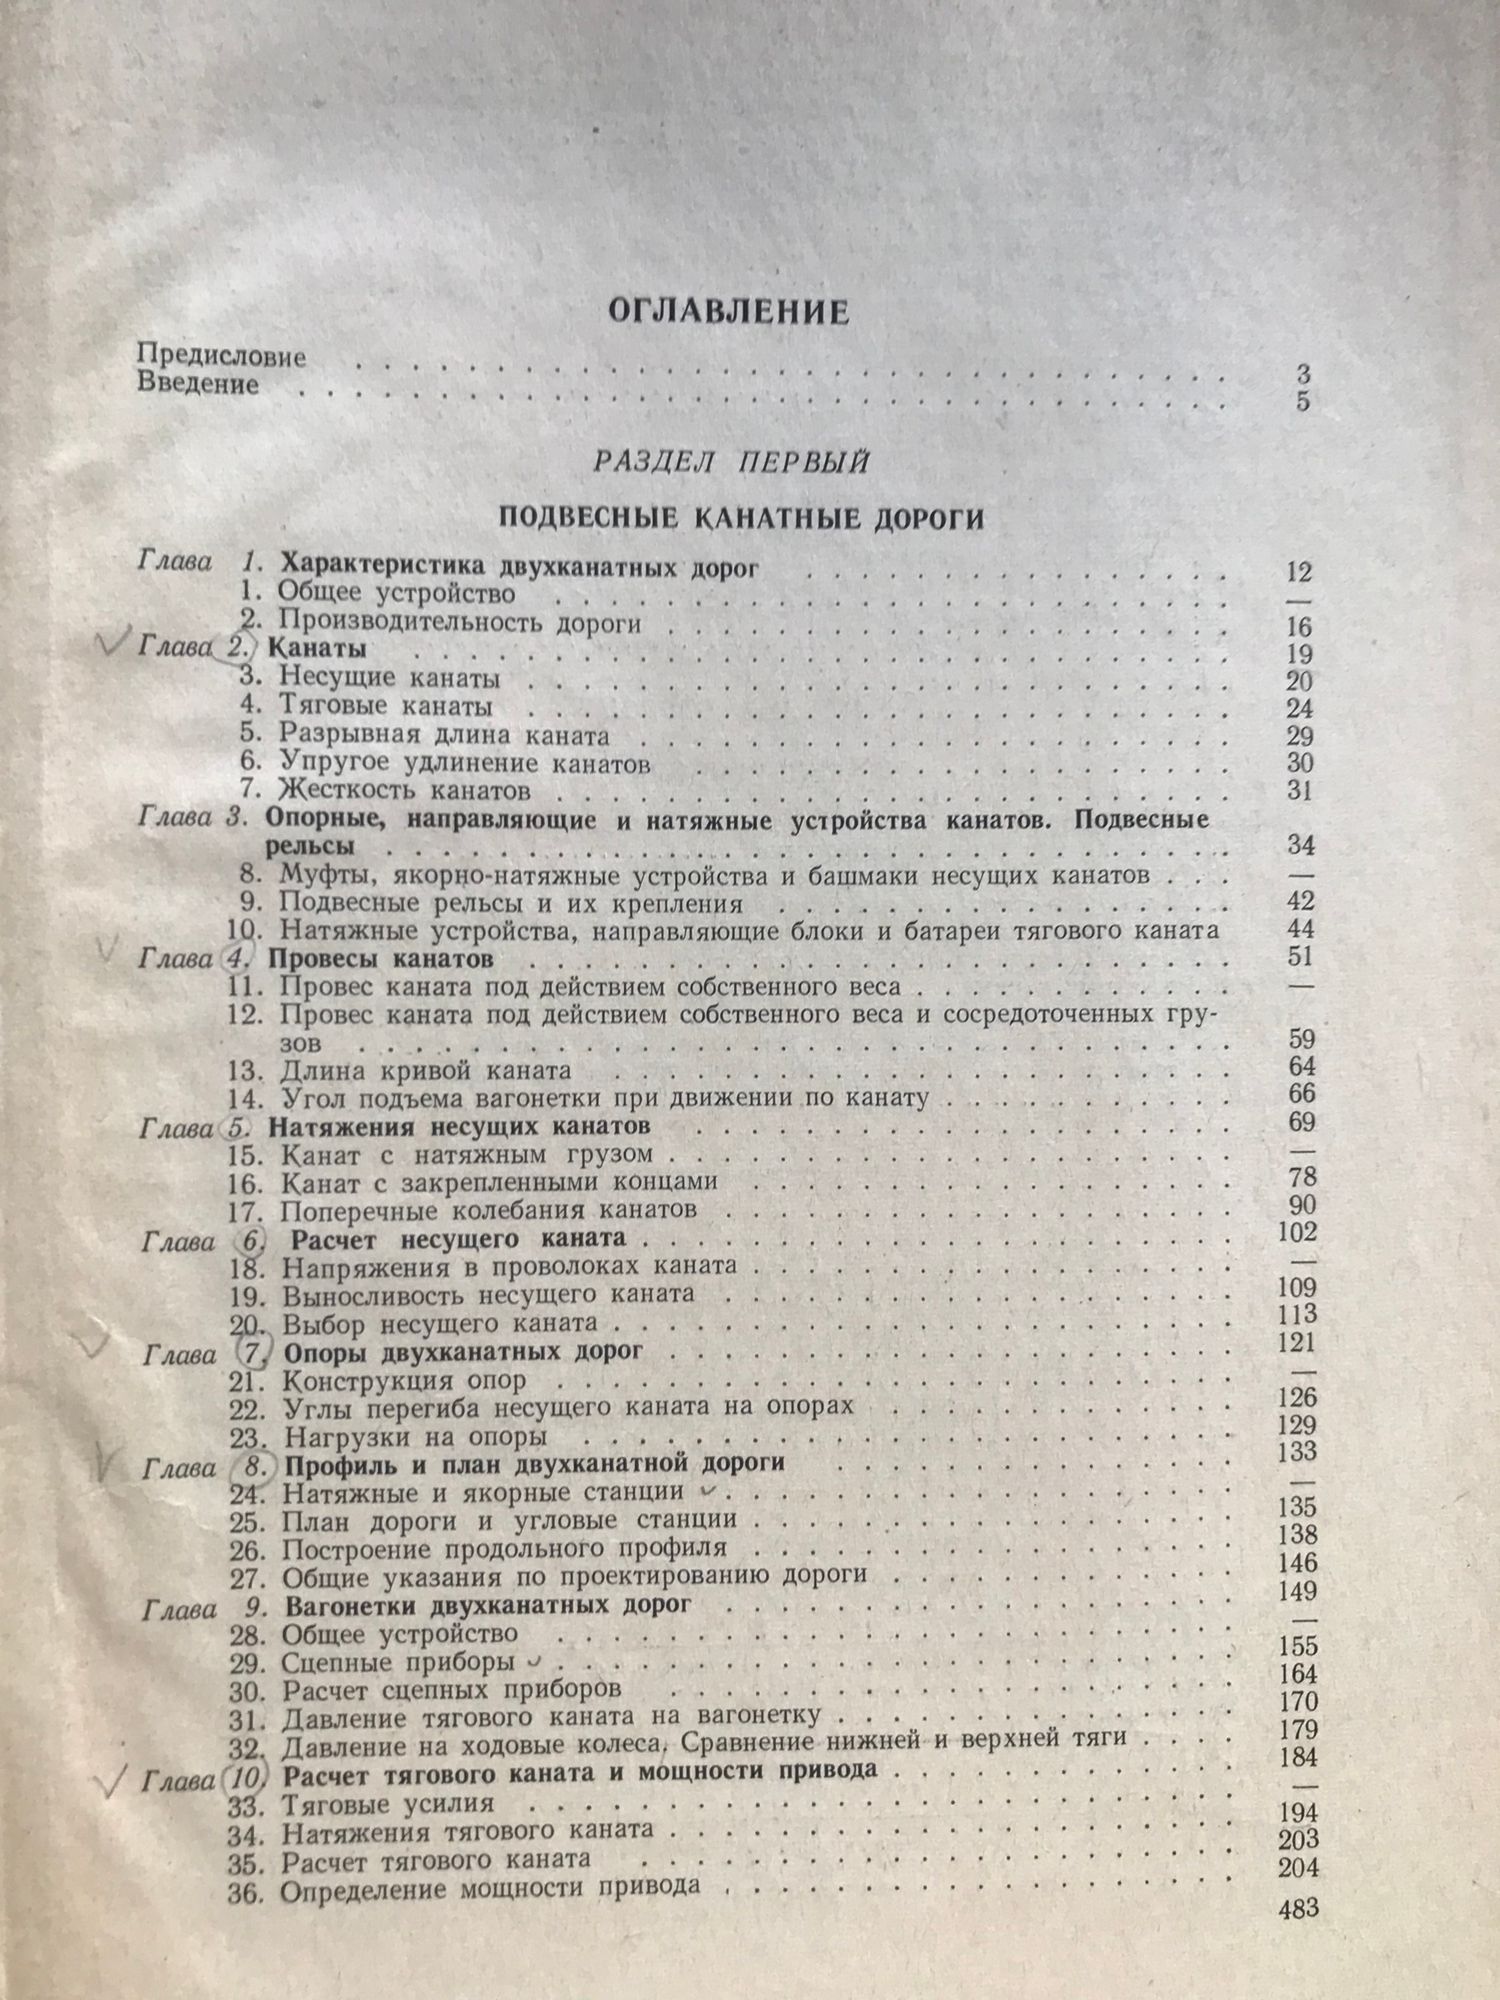 ОГЛАВЛЕНИЕ
Предисловие . . . . . . . . . . . . . . . . . . . . 3
Введение . . . . . . . . . . . . . . . . . . . . 5
РАЗДЕЛ ПЕРВЫЙ
ПОДВЕСНЫЕ КАНАТНЫЕ ДОРОГИ
Глава 1. Характеристика двухканатных дорог . . . . . . . . 12
1. Общее устройство . . . . . . . . —
2. Производительность дороги . . . . . . . . 16
Глава 2. Канаты . . . . . . . . 19
3. Несущие канаты . . . . . . . . 20
4. Тяговые канаты . . . . . . . . 24
5. Разрывная длина каната . . . . . . . . 29
6. Упругое удлинение канатов . . . . . . . . 30
7. Жесткость канатов . . . . . . . . 31
Глава 3. Опорные, направляющие и натяжные устройства канатов. Подвесные
рельсы . . . . . . . . 34
8. Муфты, якорно-натяжные устройства и башмаки несущих канатов . . . —
9. Подвесные рельсы и их крепления . . . . . . . . 42
10. Натяжные устройства, направляющие блоки и батареи тягового каната 44
Глава 4. Провесы канатов . . . . . . . . 51
11. Провес каната под действием собственного веса . . . . . . . . —
12. Провес каната под действием собственного веса и сосредоточенных гру-
зов . . . . . . . . 59
13. Длина кривой каната . . . . . . . . 64
14. Угол подъема вагонетки при движении по канату . . . . . . . . 66
Глава 5. Натяжения несущих канатов . . . . . . . . 69
15. Канат с натяжным грузом . . . . . . . . —
16. Канат с закрепленными концами . . . . . . . . 78
17. Поперечные колебания канатов . . . . . . . . 90
Глава 6. Расчет несущего каната . . . . . . . . 102
18. Напряжения в проволоках каната . . . . . . . . —
19. Выносливость несущего каната . . . . . . . . 109
20. Выбор несущего каната . . . . . . . . 113
Глава 7. Опоры двухканатных дорог . . . . . . . . 121
21. Конструкция опор . . . . . . . . —
22. Углы перегиба несущего каната на опорах . . . . . . . . 126
23. Нагрузки на опоры . . . . . . . . 129
Глава 8. Профиль и план двухканатной дороги . . . . . . . . 133
24. Натяжные и якорные станции . . . . . . . . —
25. План дороги и угловые станции . . . . . . . . 135
26. Построение продольного профиля . . . . . . . . 138
27. Общие указания по проектированию дороги . . . . . . . . 146
Глава 9. Вагонетки двухканатных дорог . . . . . . . . 149
28. Общее устройство . . . . . . . . —
29. Сцепные приборы . . . . . . . . 155
30. Расчет сцепных приборов . . . . . . . . 164
31. Давление тягового каната на вагонетку . . . . . . . . 170
32. Давление на ходовые колеса. Сравнение нижней и верхней тяги . . . . 179
Глава 10. Расчет тягового каната и мощности привода . . . . . . . . 184
33. Тяговые усилия . . . . . . . . —
34. Натяжения тягового каната . . . . . . . . 194
35. Расчет тягового каната . . . . . . . . 203
36. Определение мощности привода . . . . . . . . 204
483